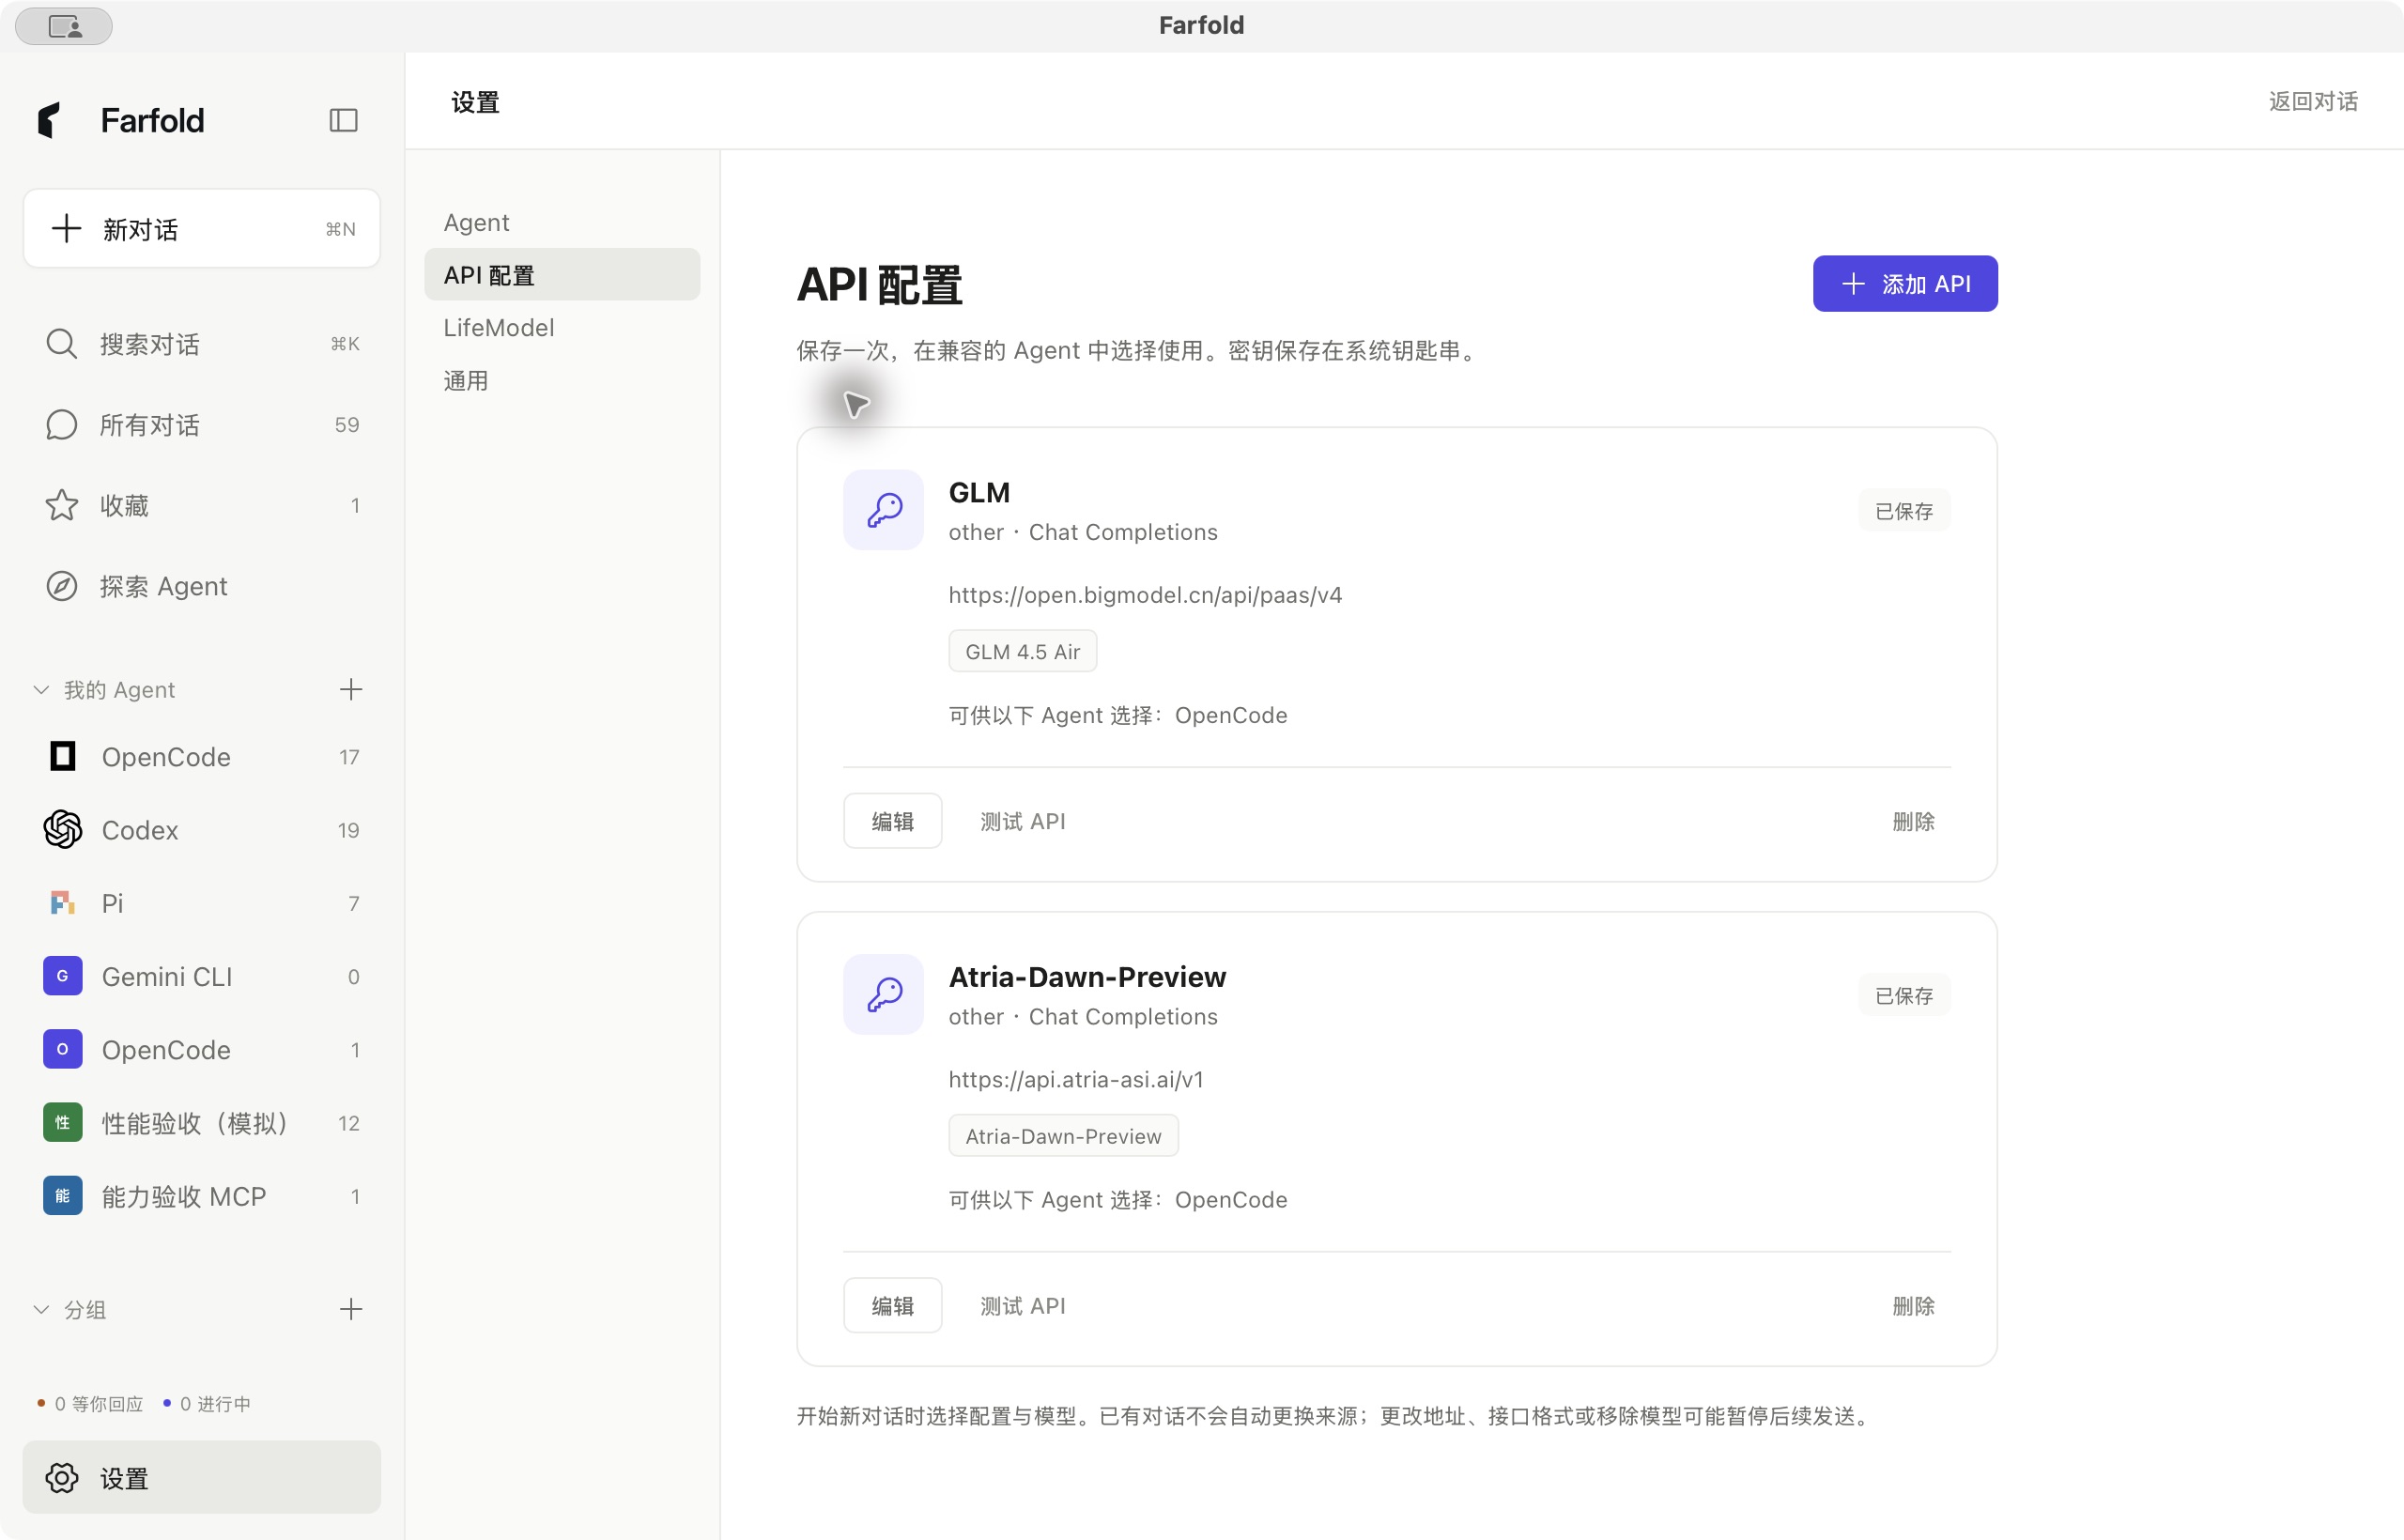 Farfold
Farfold
新对话 ⌘N
搜索对话 ⌘K
所有对话 59
收藏 1
探索 Agent
我的 Agent
OpenCode 17
Codex 19
Pi 7
G Gemini CLI 0
O OpenCode 1
性 性能验收（模拟） 12
能 能力验收 MCP 1
分组
0 等你回应 0 进行中
设置
设置 返回对话
Agent
API 配置
LifeModel
通用
API 配置 添加 API
保存一次，在兼容的 Agent 中选择使用。密钥保存在系统钥匙串。
GLM
other · Chat Completions
已保存
https://open.bigmodel.cn/api/paas/v4
GLM 4.5 Air
可供以下 Agent 选择：OpenCode
编辑 测试 API 删除
Atria-Dawn-Preview
other · Chat Completions
已保存
https://api.atria-asi.ai/v1
Atria-Dawn-Preview
可供以下 Agent 选择：OpenCode
编辑 测试 API 删除
开始新对话时选择配置与模型。已有对话不会自动更换来源；更改地址、接口格式或移除模型可能暂停后续发送。